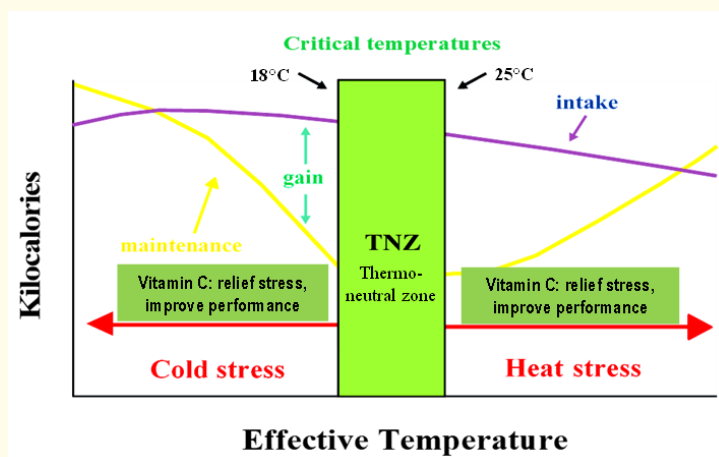 Critical temperatures
18°C
25°C
intake
gain
maintenance
TNZ
Thermo-
neutral zone
Vitamin C: relief stress,
improve performance
Vitamin C: relief stress,
improve performance
Cold stress
Heat stress
Kilocalories
Effective Temperature